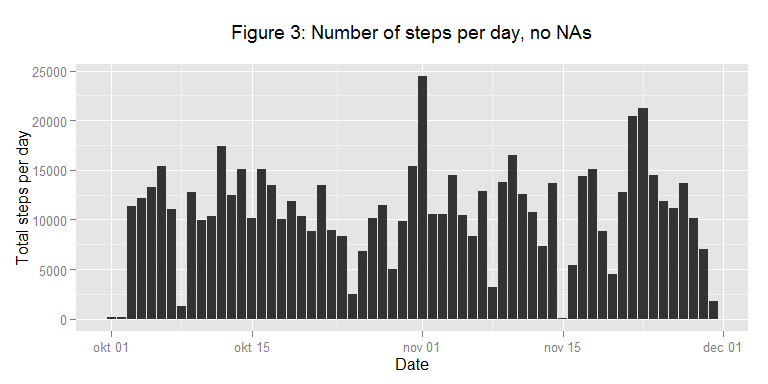 Figure 3: Number of steps per day, no NAs
Total steps per day
25000
20000
15000
10000
5000
0
okt 01
okt 15
nov 01
nov 15
dec 01
Date